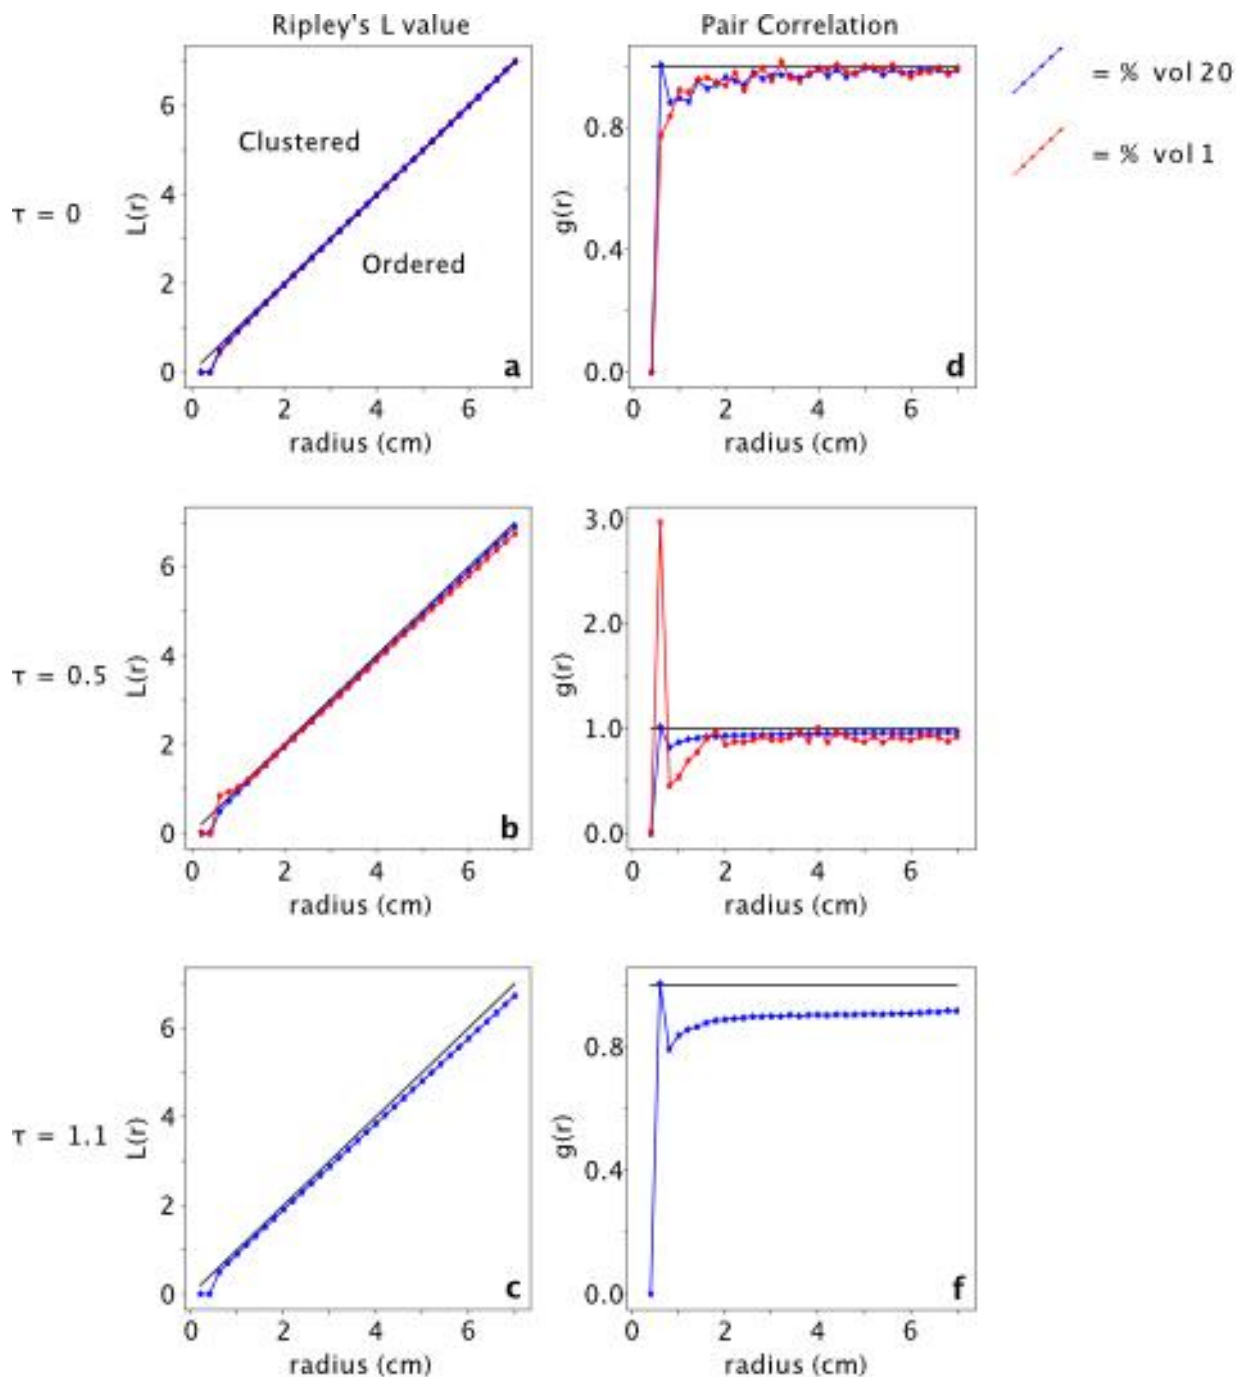 Ripley's L value
Pair Correlation
= % vol 20
= % vol 1
τ = 0
L(r)
6
4
2
0
Clustered
Ordered
a
0 2 4 6
radius (cm)
g(r)
0.8
0.4
0.0
d
0 2 4 6
radius (cm)
τ = 0.5
L(r)
6
4
2
0
b
0 2 4 6
radius (cm)
g(r)
3.0
2.0
1.0
0.0
0 2 4 6
radius (cm)
τ = 1.1
L(r)
6
4
2
0
c
0 2 4 6
radius (cm)
g(r)
0.8
0.4
0.0
f
0 2 4 6
radius (cm)